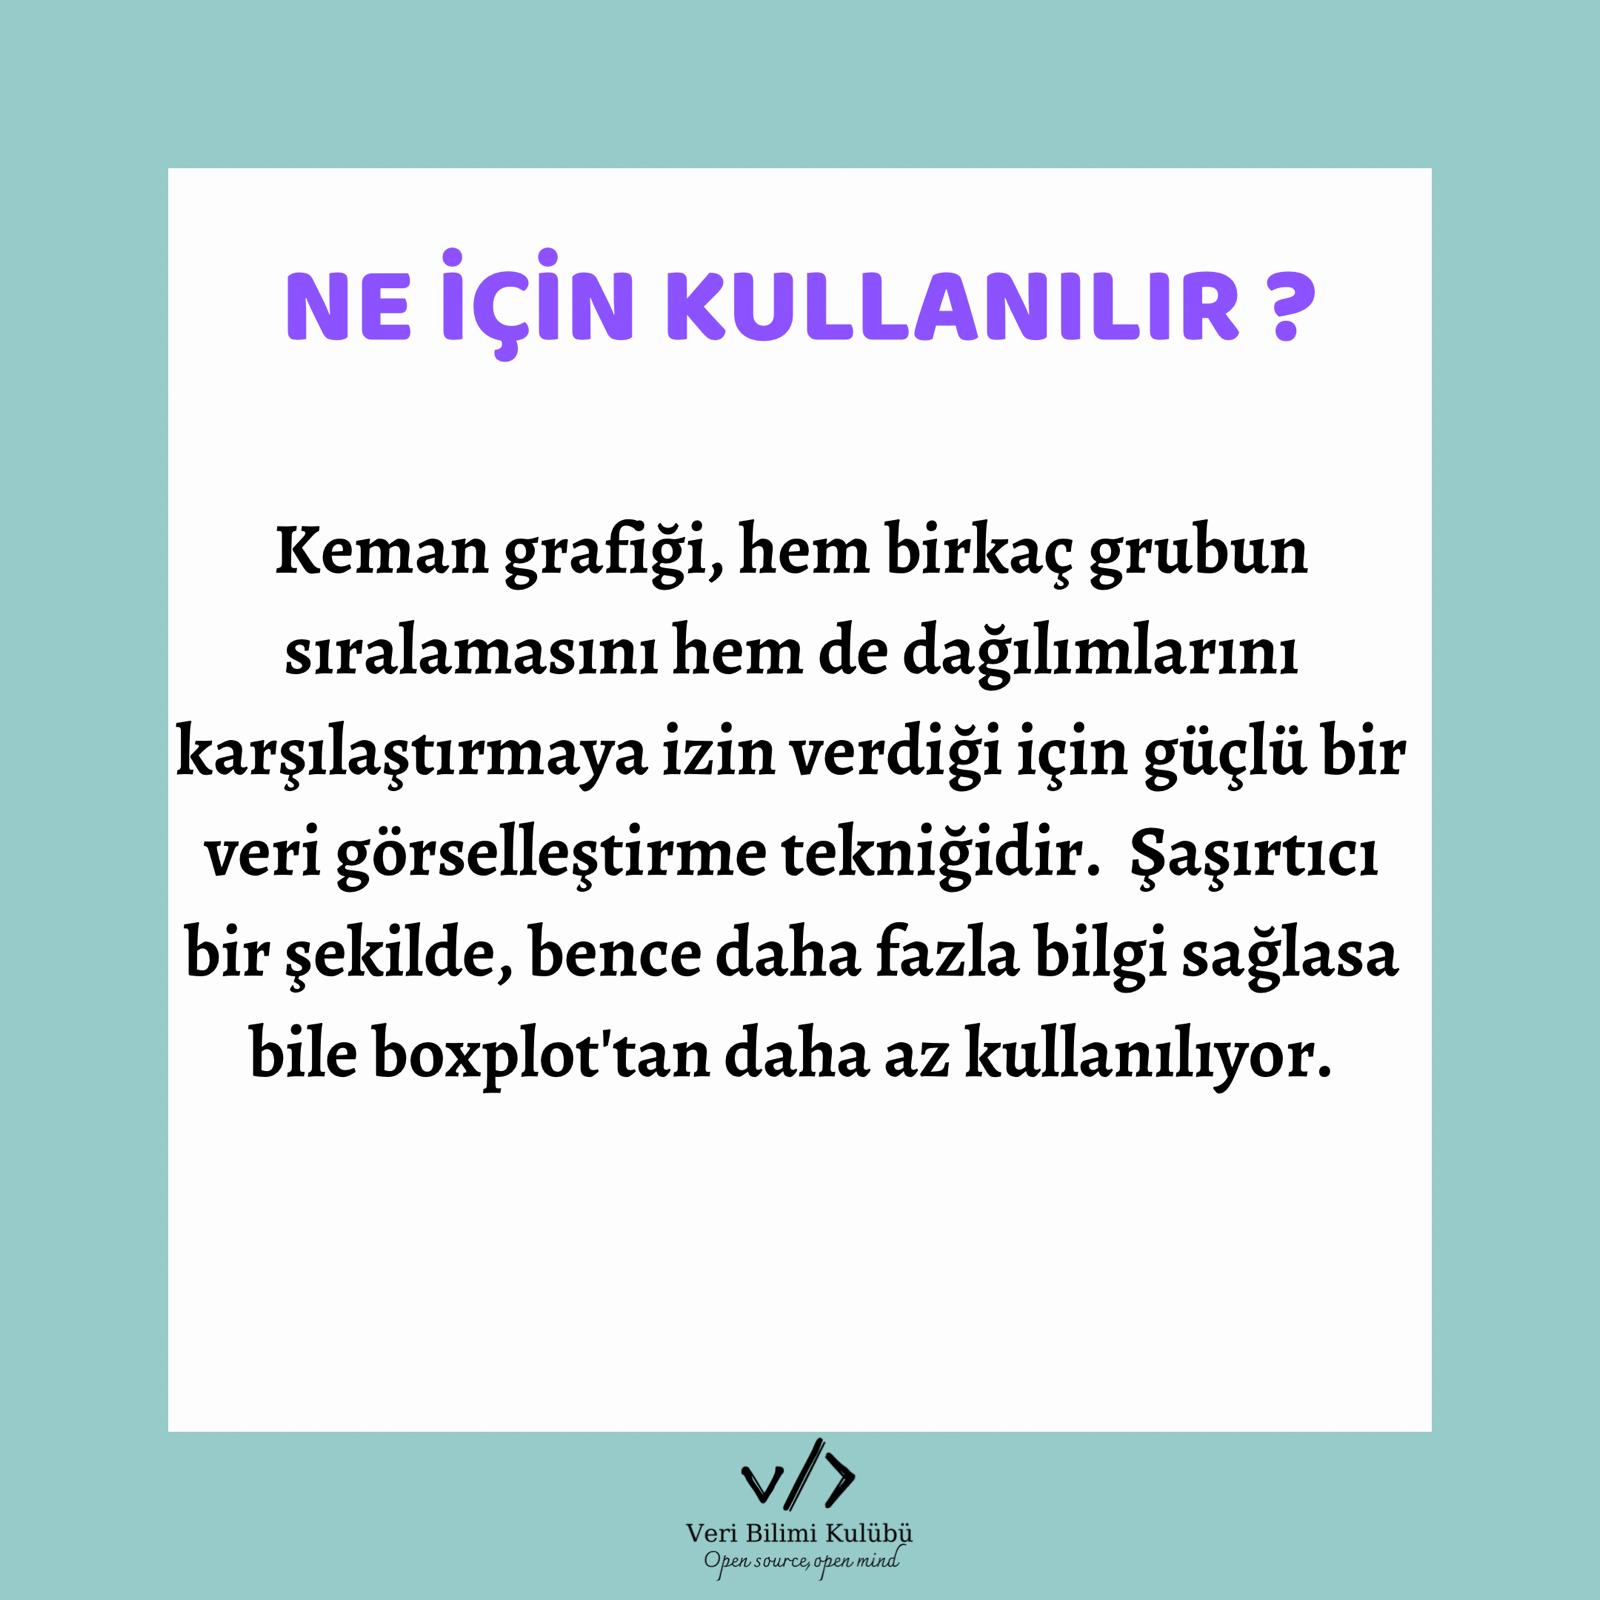 NE İÇİN KULLANILIR ?
Keman grafiği, hem birkaç grubun
sıralamasını hem de dağılımlarını
karşılaştırmaya izin verdiği için güçlü bir
veri görselleştirme tekniğidir.  Şaşırtıcı
bir şekilde, bence daha fazla bilgi sağlasa
bile boxplot'tan daha az kullanılıyor.
Veri Bilimi Kulübü
Open source, open mind